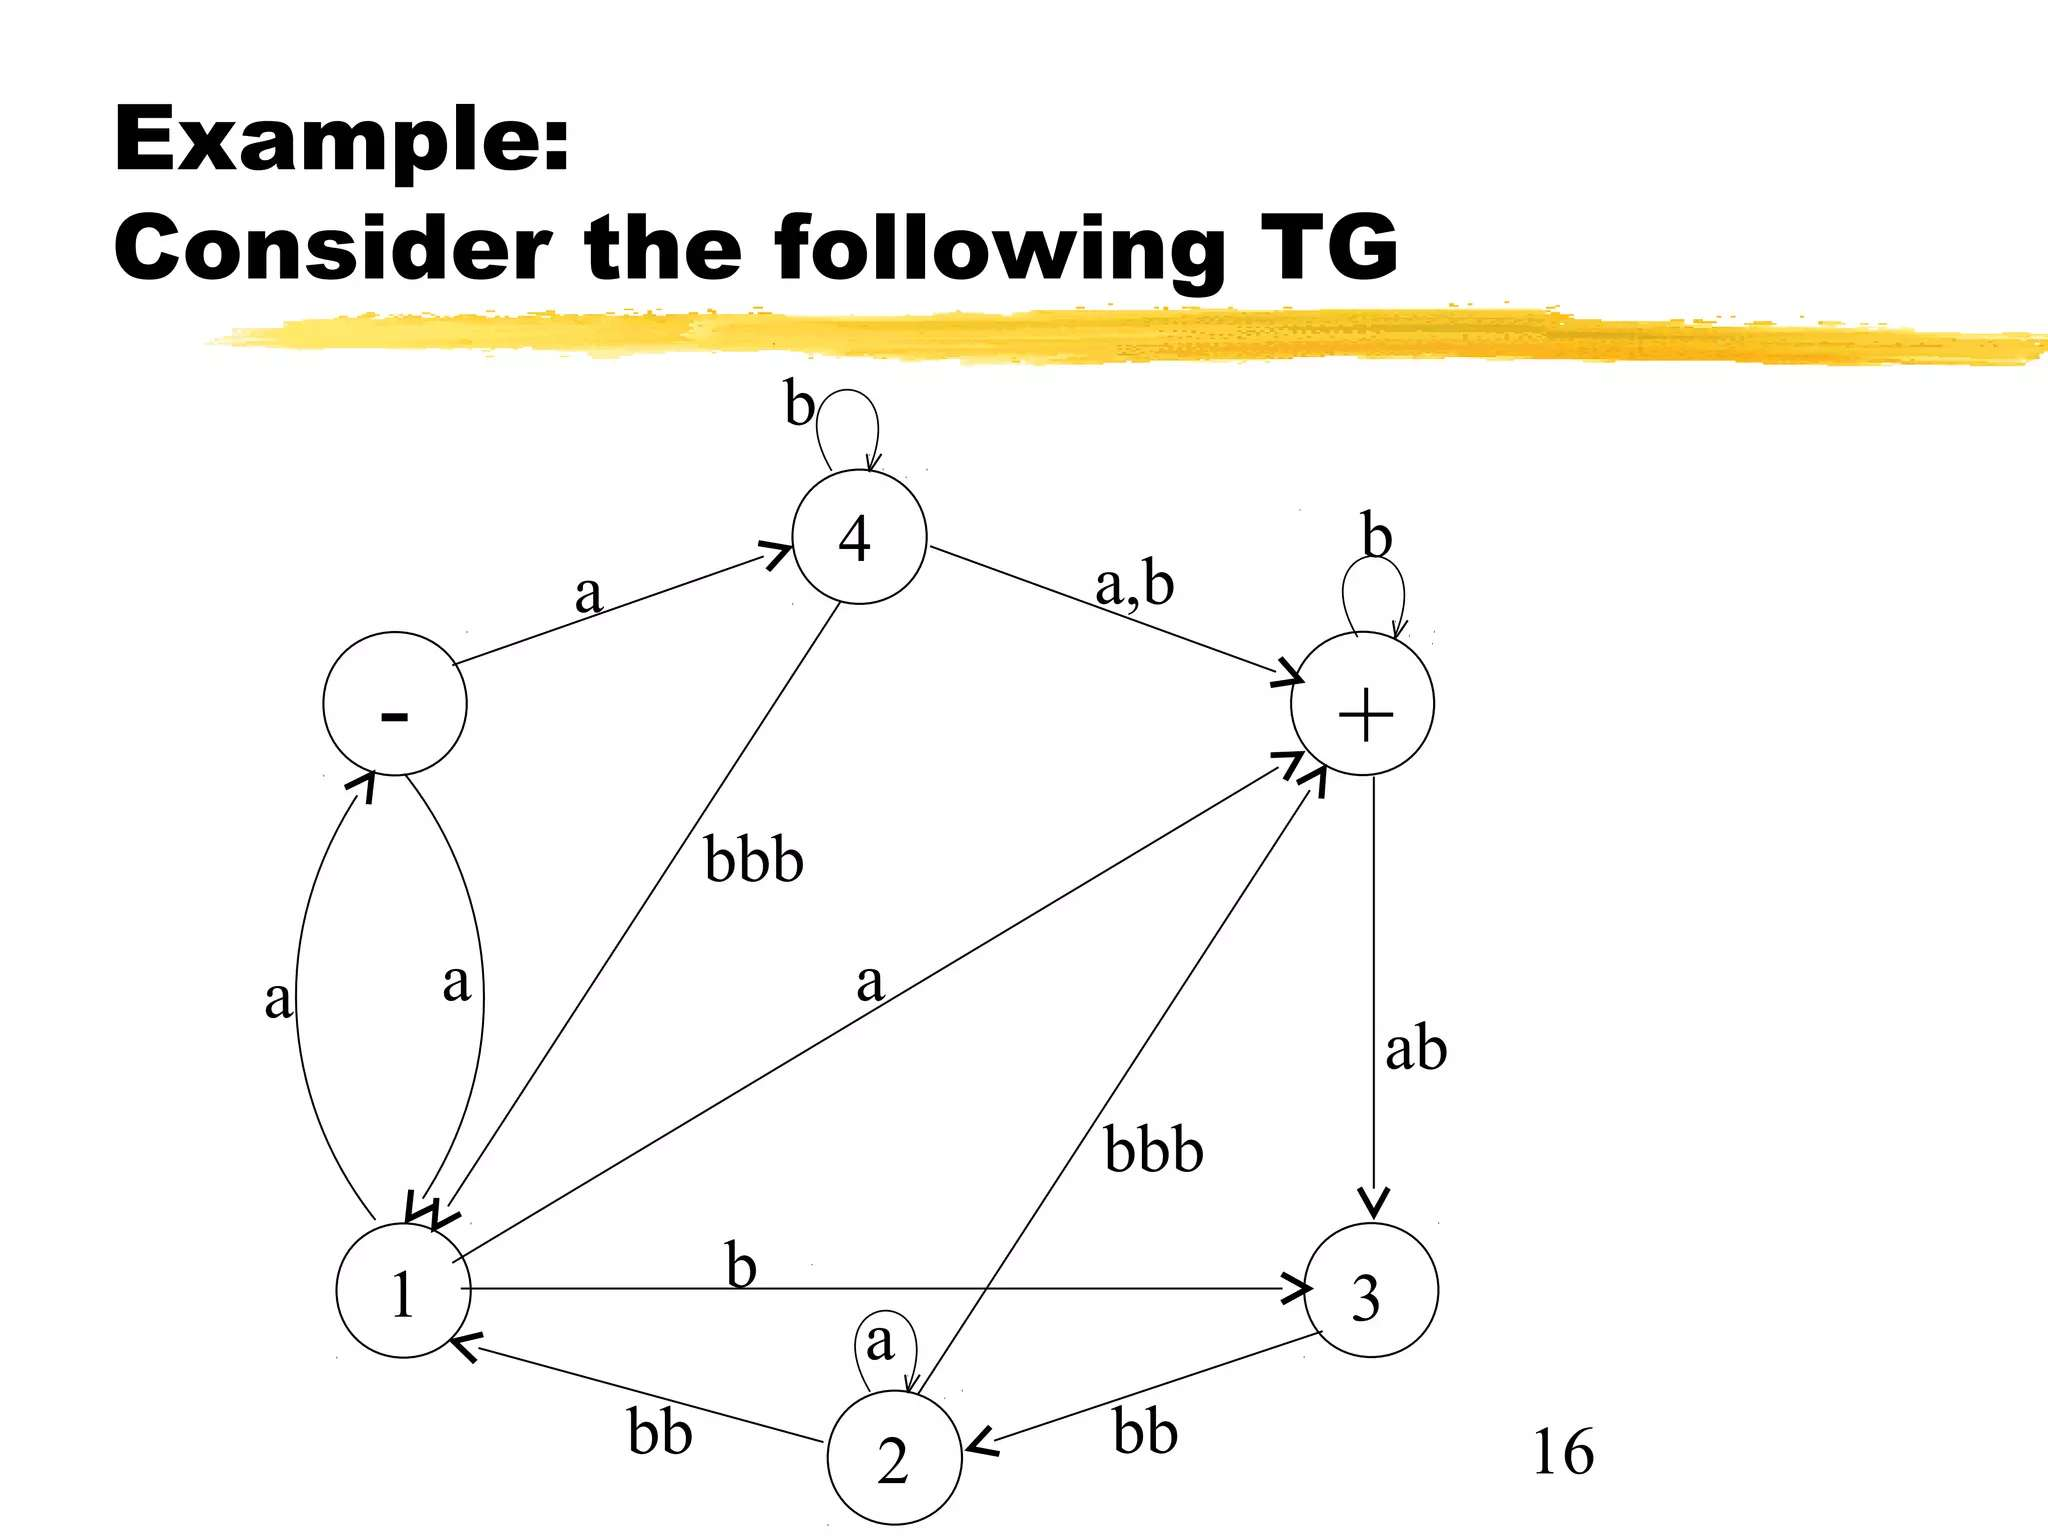 Example:
Consider the following TG
b
4
b
a
a,b
-
+
bbb
a
a
a
ab
bbb
b
1
3
a
bb
bb
2
16